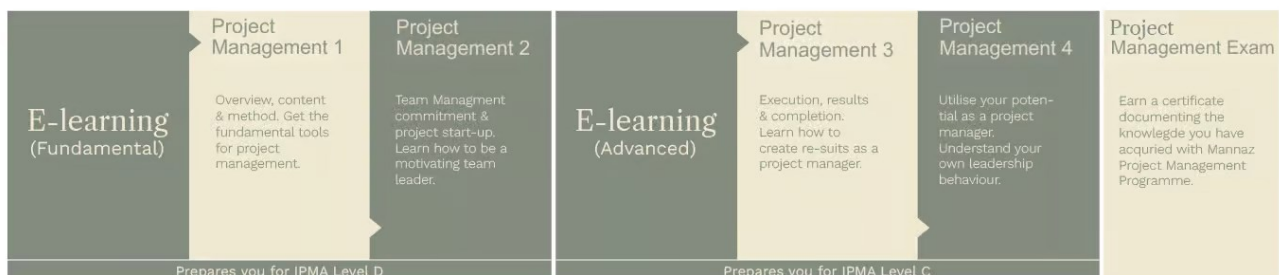 E-learning
(Fundamental)
Project
Management 1
Overview, content
& method. Get the
fundamental tools
for project
management.
Project
Management 2
Team Managment
commitment &
project start-up.
Learn how to be a
motivating team
leader.
Prepares you for IPMA Level D
E-learning
(Advanced)
Project
Management 3
Execution, results
& completion.
Learn how to
create re-suits as a
project manager.
Project
Management 4
Utilise your poten-
tial as a project
manager.
Understand your
own leadership
behaviour.
Prepares you for IPMA Level C
Project
Management Exam
Earn a certificate
documenting the
knowlegde you have
acquried with Mannaz
Project Management
Programme.